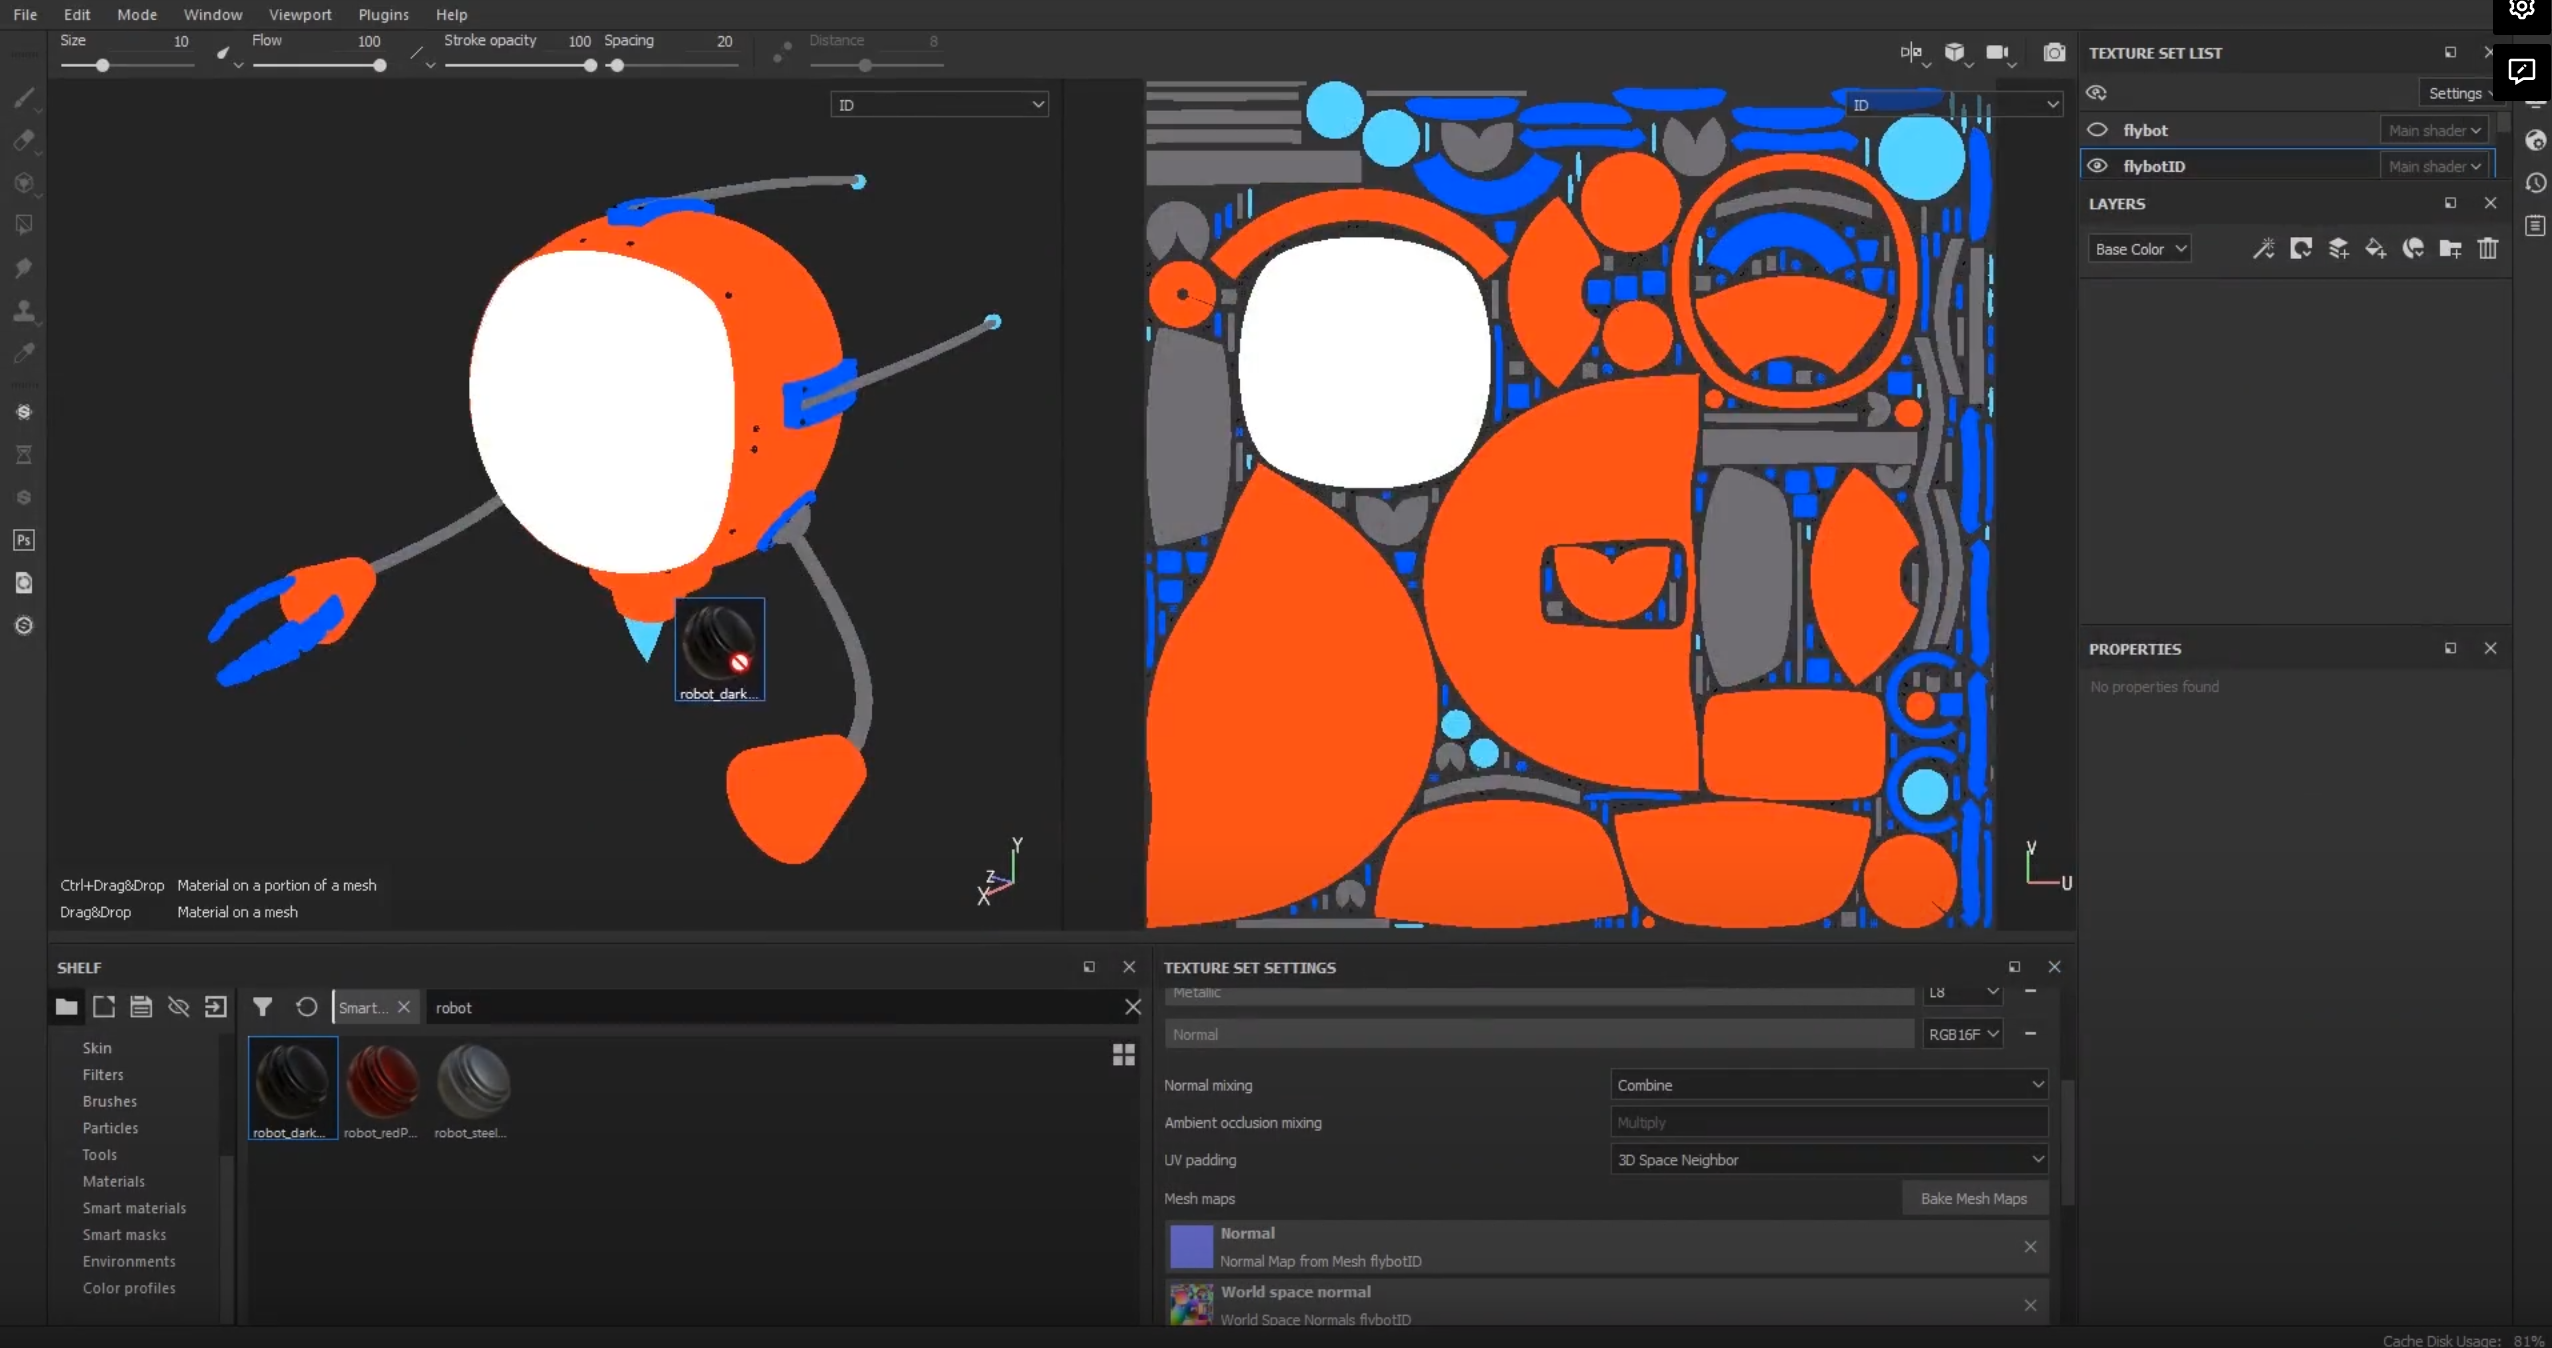 File Edit Mode Window Viewport Plugins Help
Size 10 Flow 100 Stroke opacity 100 Spacing 20 Distance 8
ID
ID
TEXTURE SET LIST
Settings
flybot Main shader
flybotID Main shader
LAYERS
Base Color
PROPERTIES
No properties found
Ps
robot_dark...
Y
Z
X
V
U
Ctrl+Drag&Drop Material on a portion of a mesh
Drag&Drop Material on a mesh
SHELF
Smart... robot
Skin
Filters
Brushes
Particles
Tools
Materials
Smart materials
Smart masks
Environments
Color profiles
robot_dark... robot_redP... robot_steel...
TEXTURE SET SETTINGS
Metallic L8
Normal RGB16F
Normal mixing Combine
Ambient occlusion mixing Multiply
UV padding 3D Space Neighbor
Mesh maps Bake Mesh Maps
Normal
Normal Map from Mesh flybotID
World space normal
World Space Normals flybotID
Cache Disk Usage: 81%